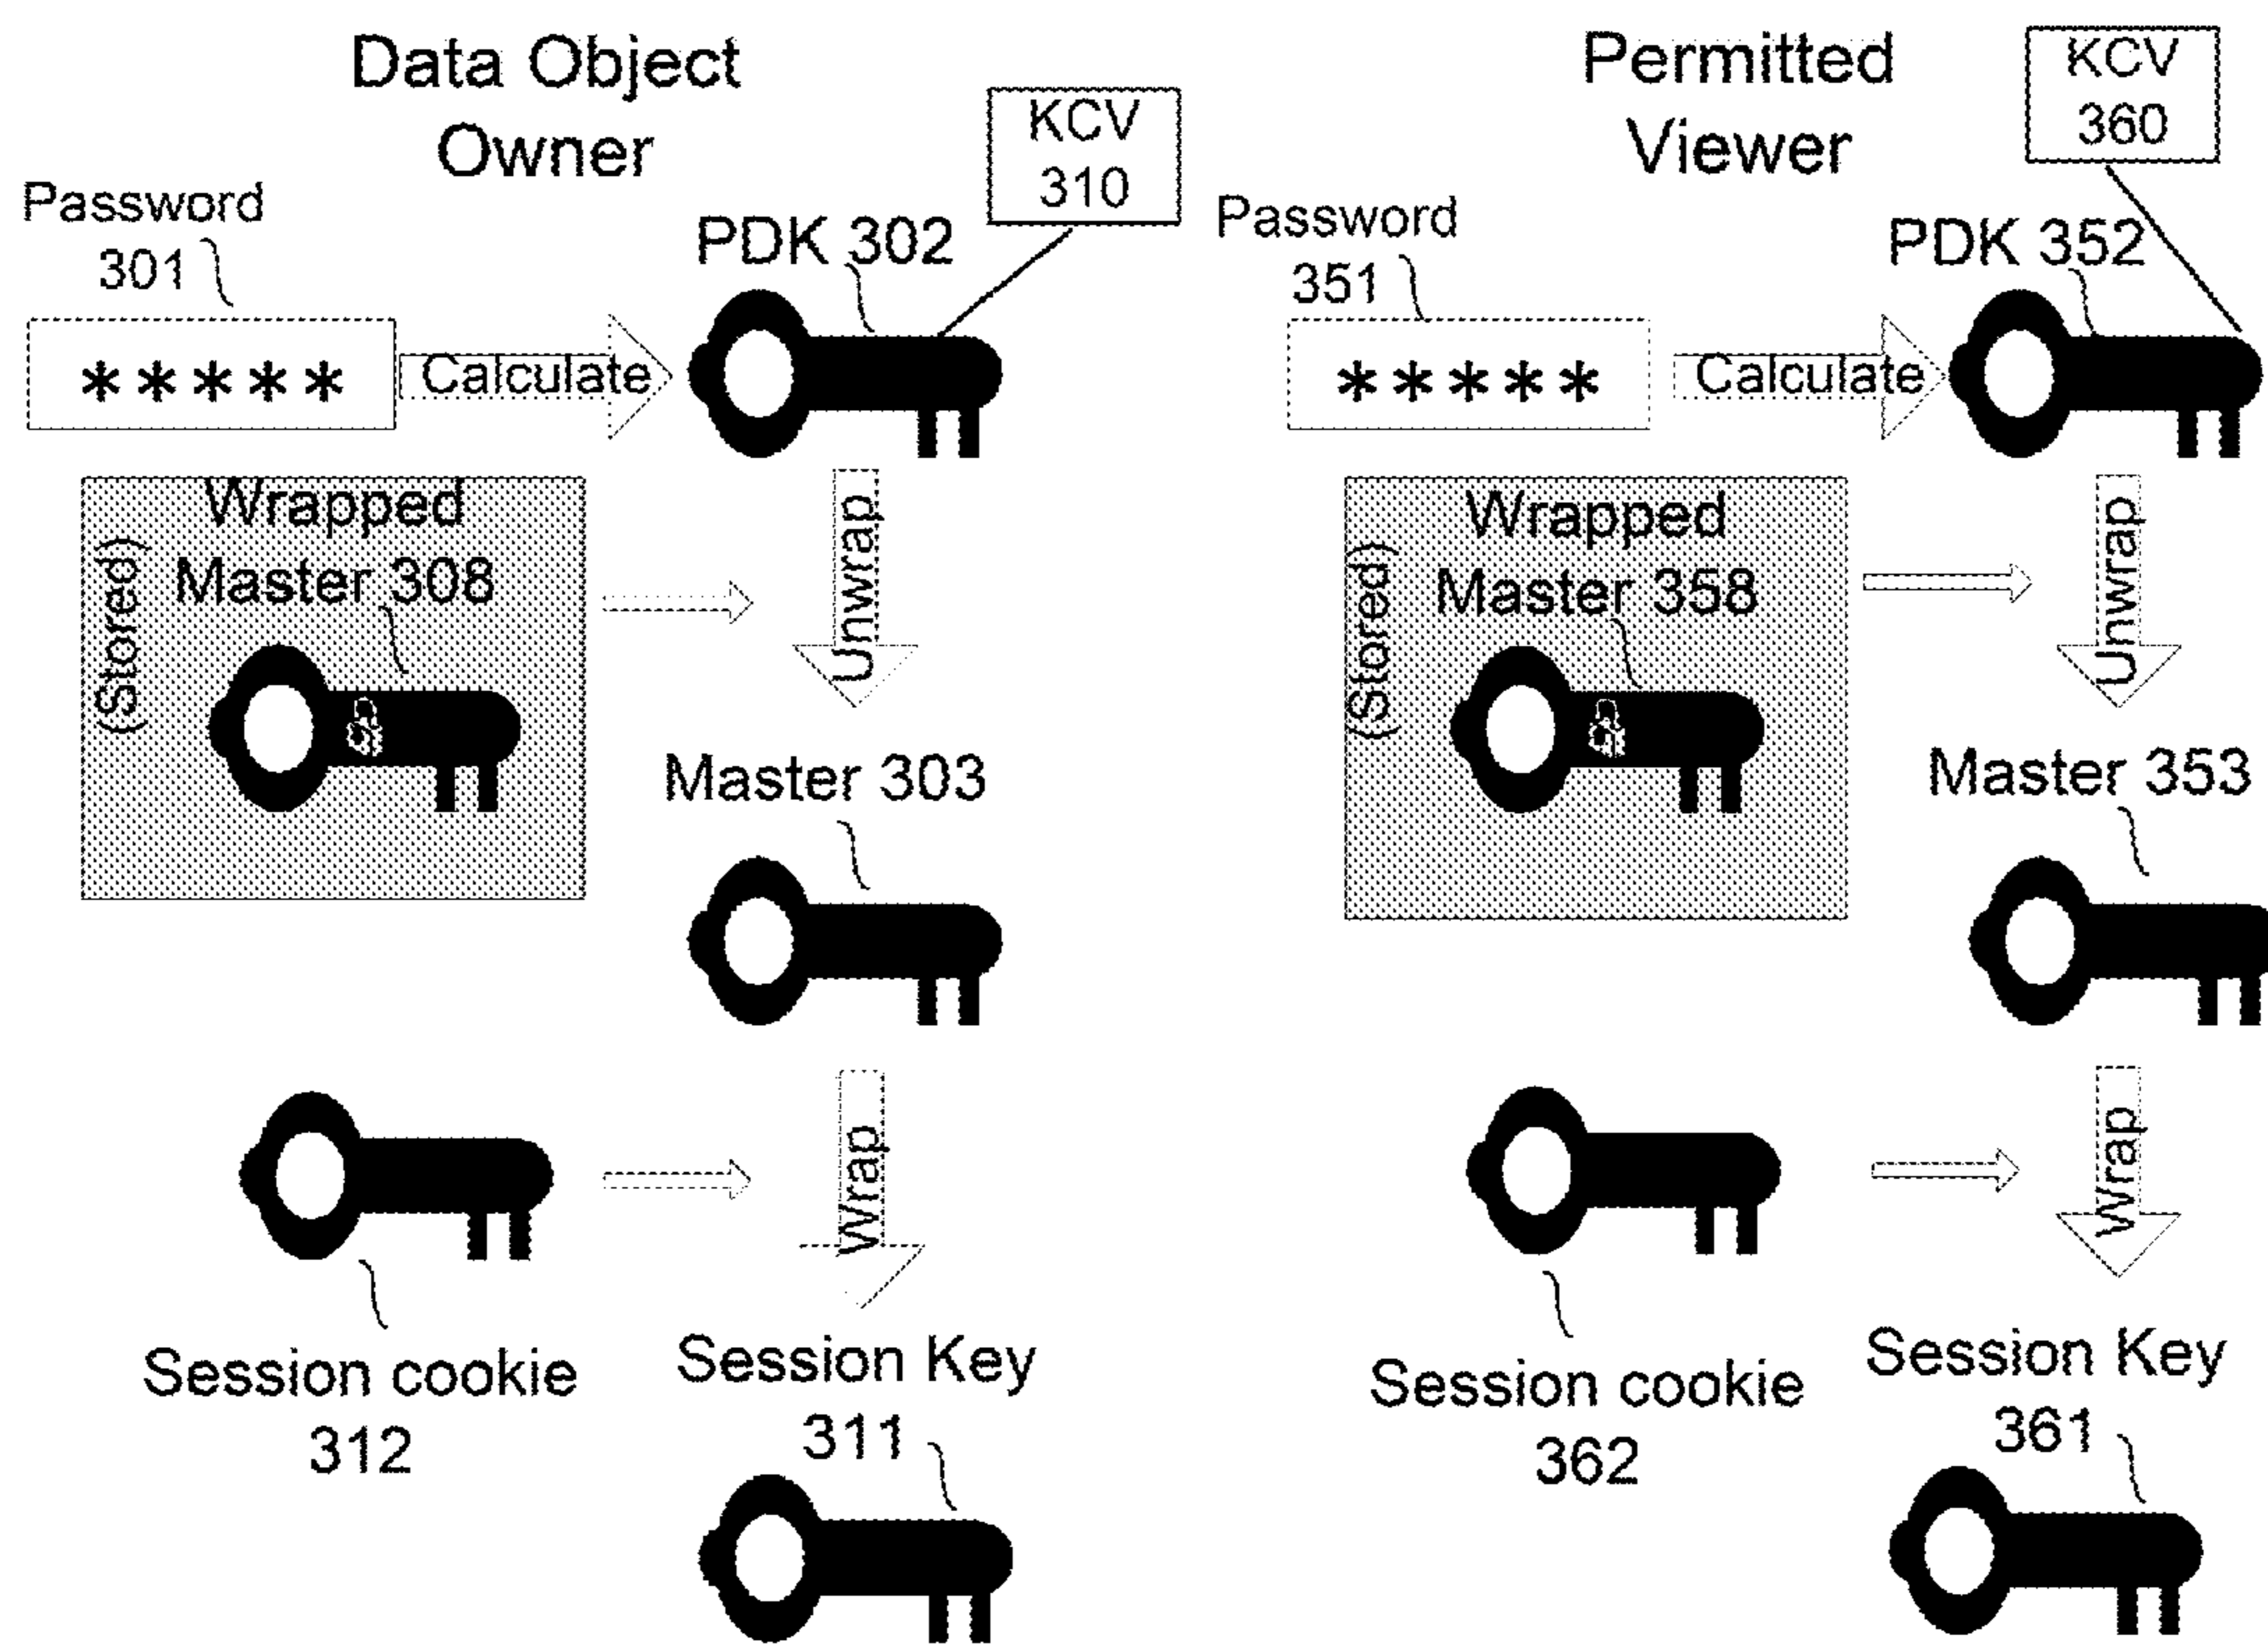 Data Object
Owner
KCV
310
Password
301
PDK 302
*****
Calculate
Wrapped
Master 308
(Stored)
Unwrap
Master 303
Wrap
Session cookie
312
Session Key
311
Permitted
Viewer
KCV
360
Password
351
PDK 352
*****
Calculate
Wrapped
Master 358
(Stored)
Unwrap
Master 353
Wrap
Session cookie
362
Session Key
361